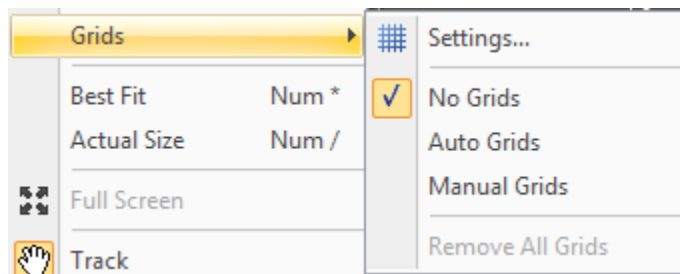 Grids
Best Fit Num *
Actual Size Num /
Full Screen
Track
Settings...
No Grids
Auto Grids
Manual Grids
Remove All Grids